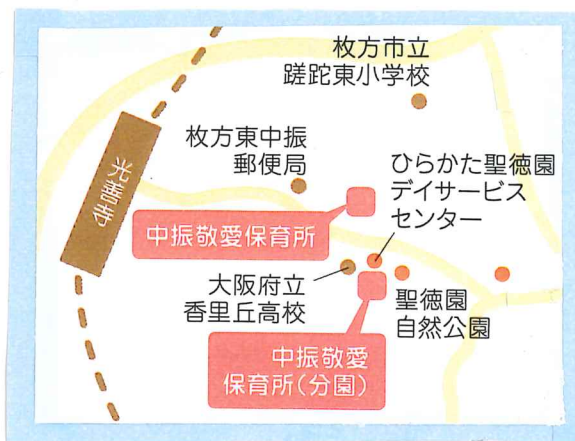 枚方市立
蹉跎東小学校
枚方東中振
郵便局
光善寺
ひらかた聖徳園
デイサービス
センター
中振敬愛保育所
大阪府立
香里丘高校
聖徳園
自然公園
中振敬愛
保育所(分園)